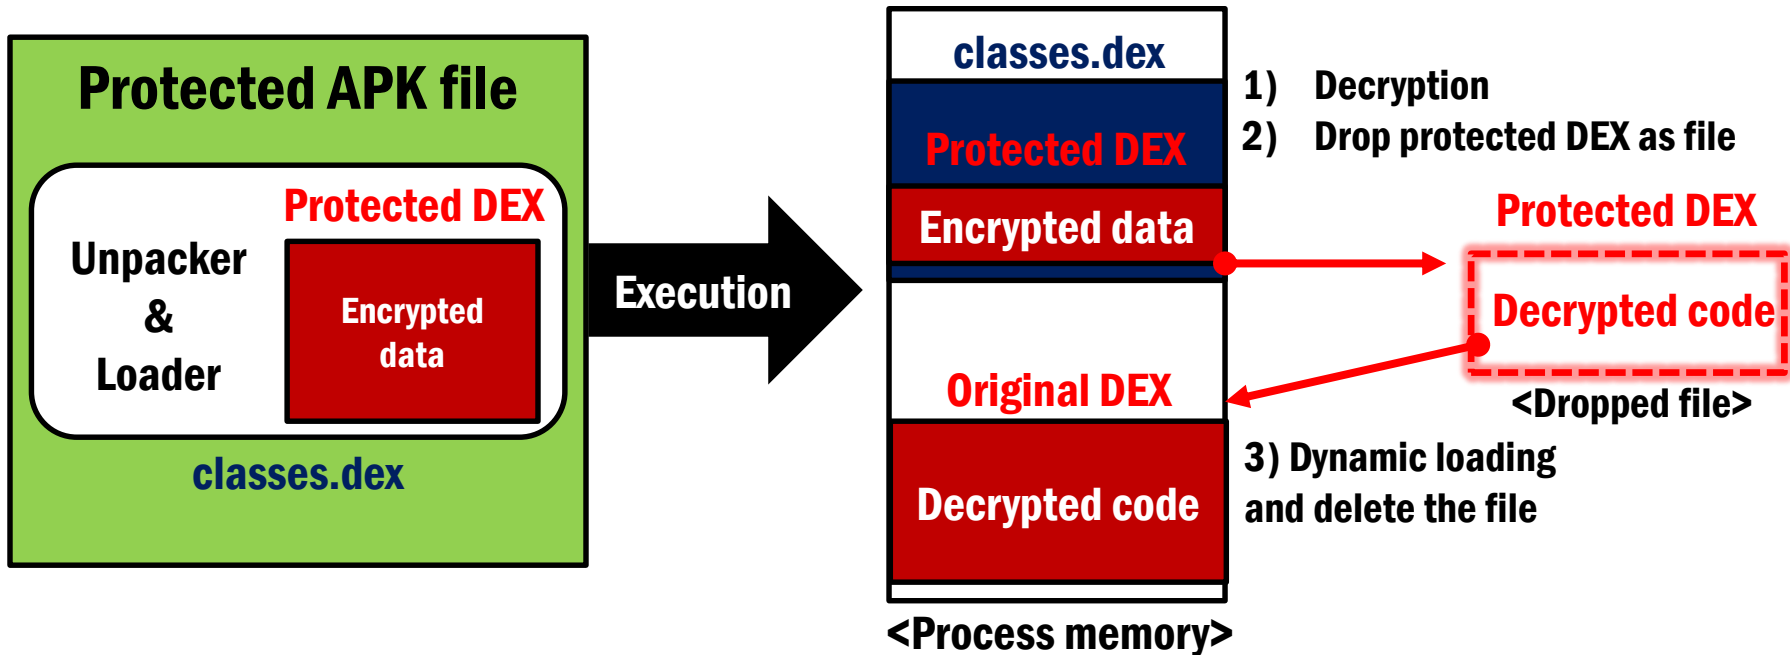 Protected APK file
Protected DEX
Unpacker
&
Loader
Encrypted
data
classes.dex
Execution
classes.dex
Protected DEX
Encrypted data
Original DEX
Decrypted code
<Process memory>
1) Decryption
2) Drop protected DEX as file
Protected DEX
Decrypted code
<Dropped file>
3) Dynamic loading
and delete the file